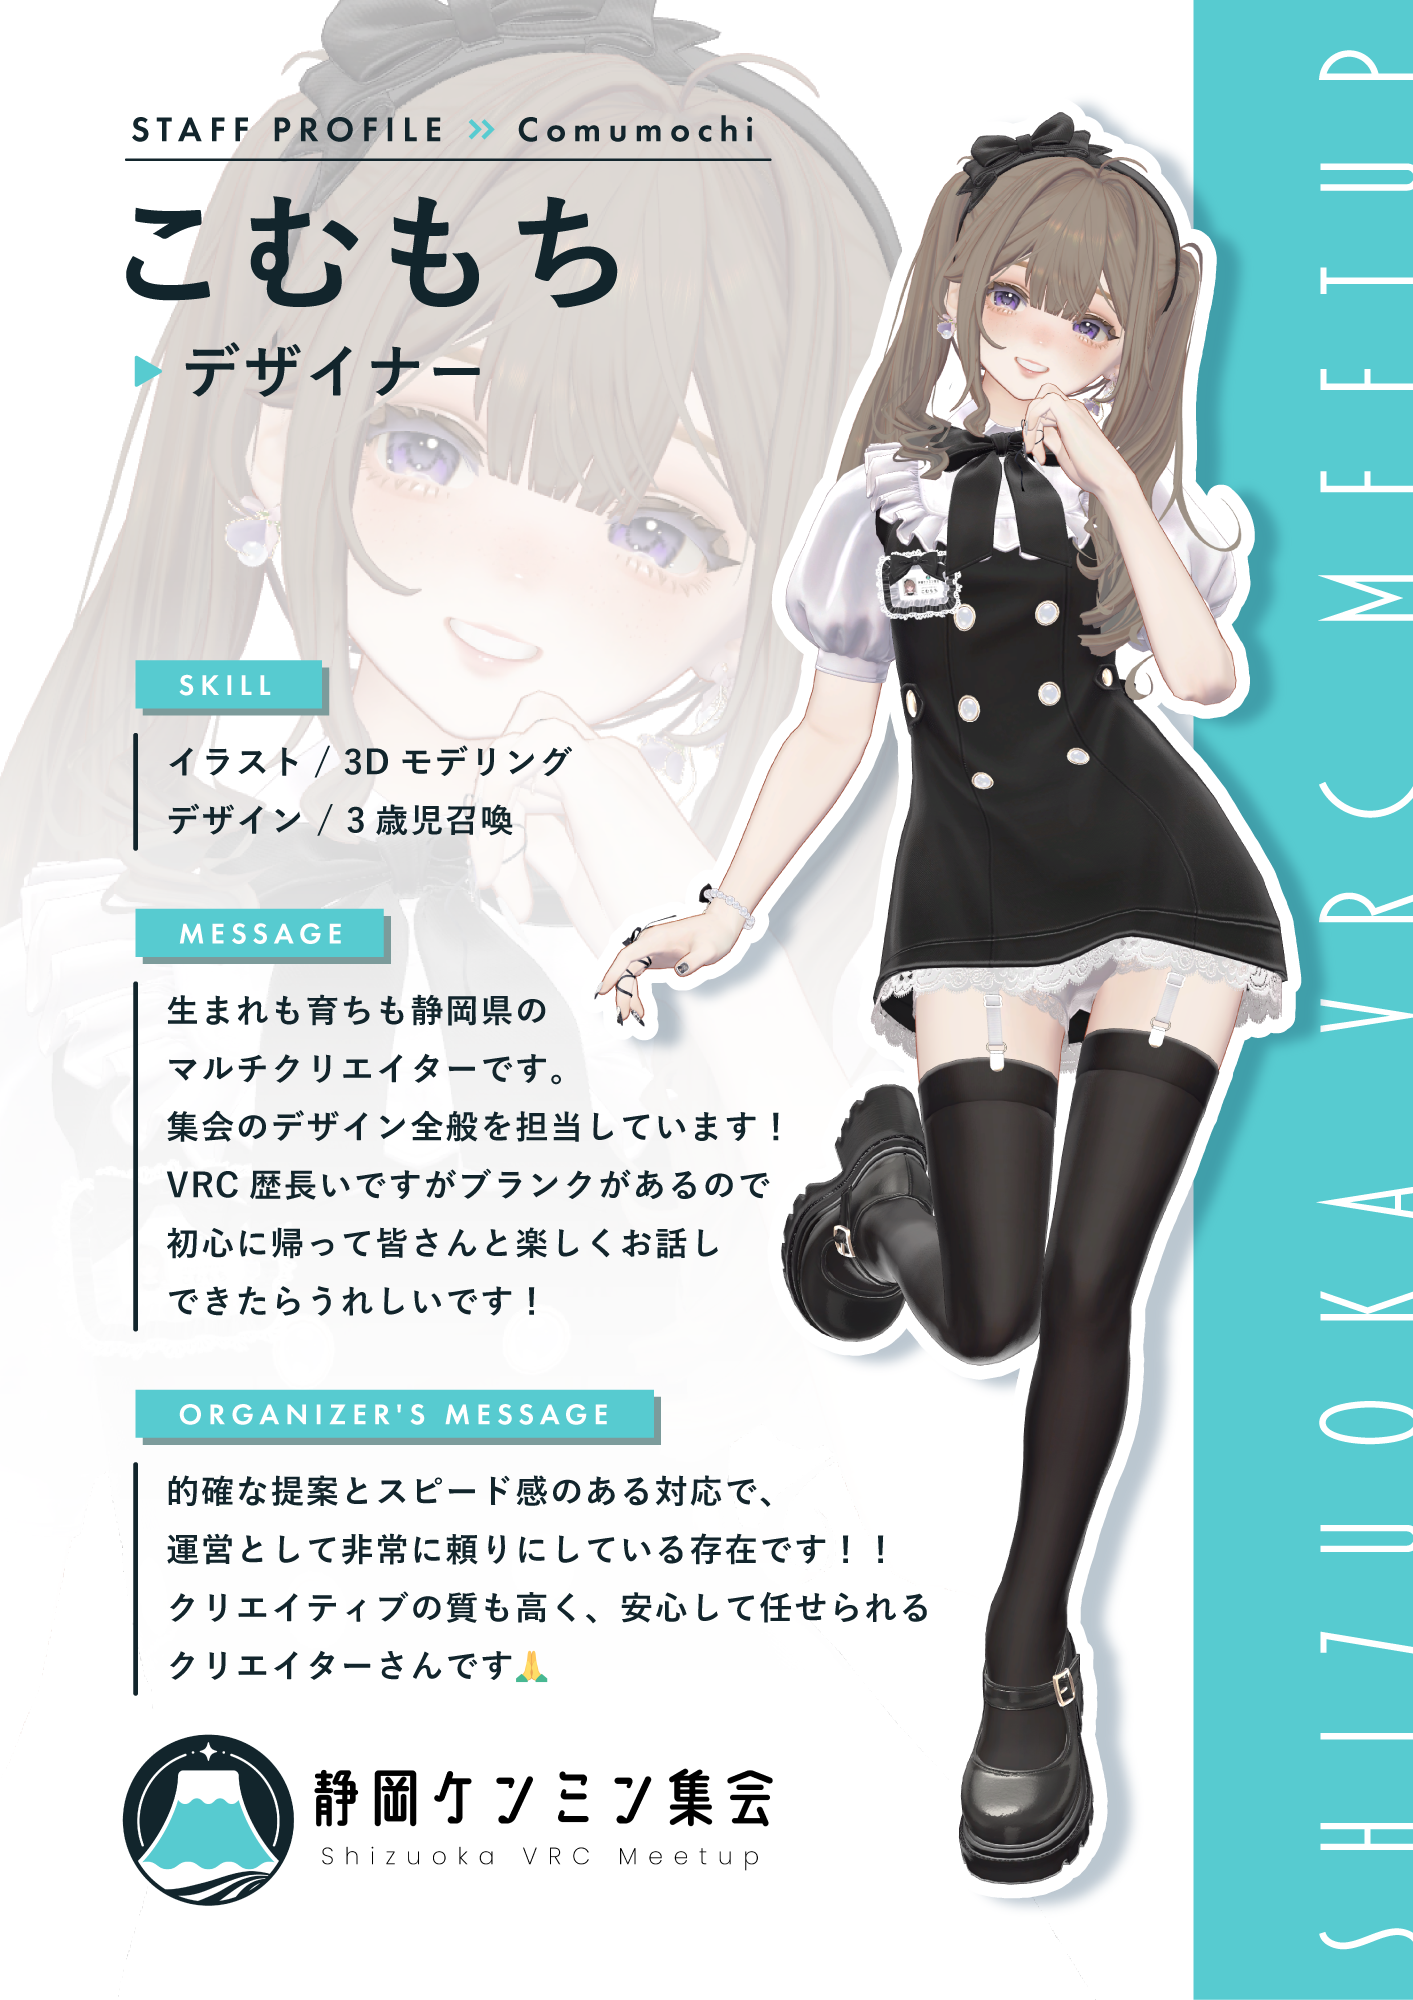 STAFF PROFILE » Comumochi
こむもち
デザイナー
SKILL
イラスト / 3D モデリング
デザイン / 3 歳児召喚
MESSAGE
生まれも育ちも静岡県の
マルチクリエイターです。
集会のデザイン全般を担当しています！
VRC 歴長いですがブランクがあるので
初心に帰って皆さんと楽しくお話し
できたらうれしいです！
ORGANIZER'S MESSAGE
的確な提案とスピード感のある対応で、
運営として非常に頼りにしている存在です！！
クリエイティブの質も高く、安心して任せられる
クリエイターさんです🙏
静岡ケンミン集会
Shizuoka VRC Meetup
SHIZUOKA VRC MEETUP
こむもち